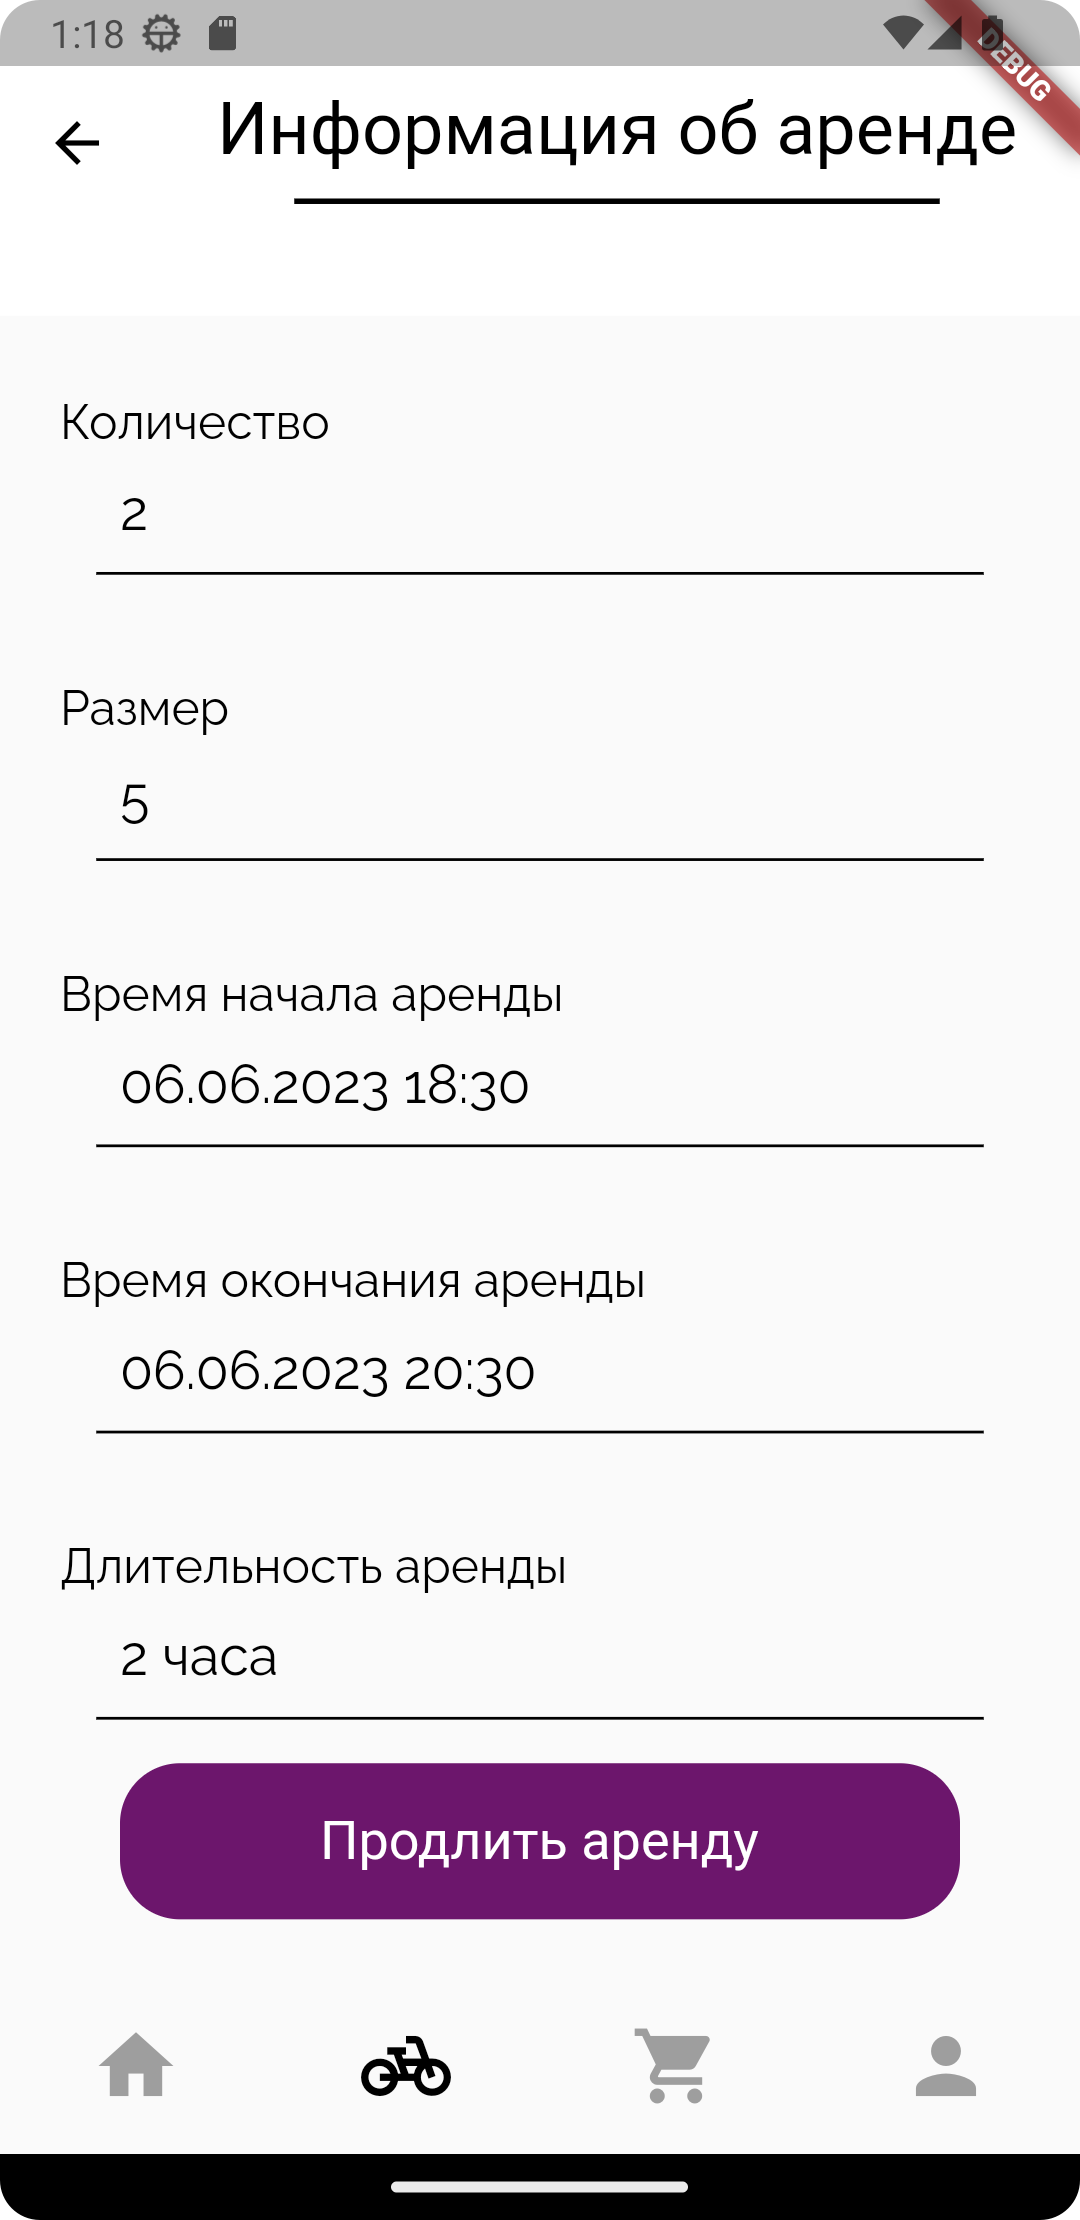 1:18
DEBUG
Информация об аренде
Количество
2
Размер
5
Время начала аренды
06.06.2023 18:30
Время окончания аренды
06.06.2023 20:30
Длительность аренды
2 часа
Продлить аренду